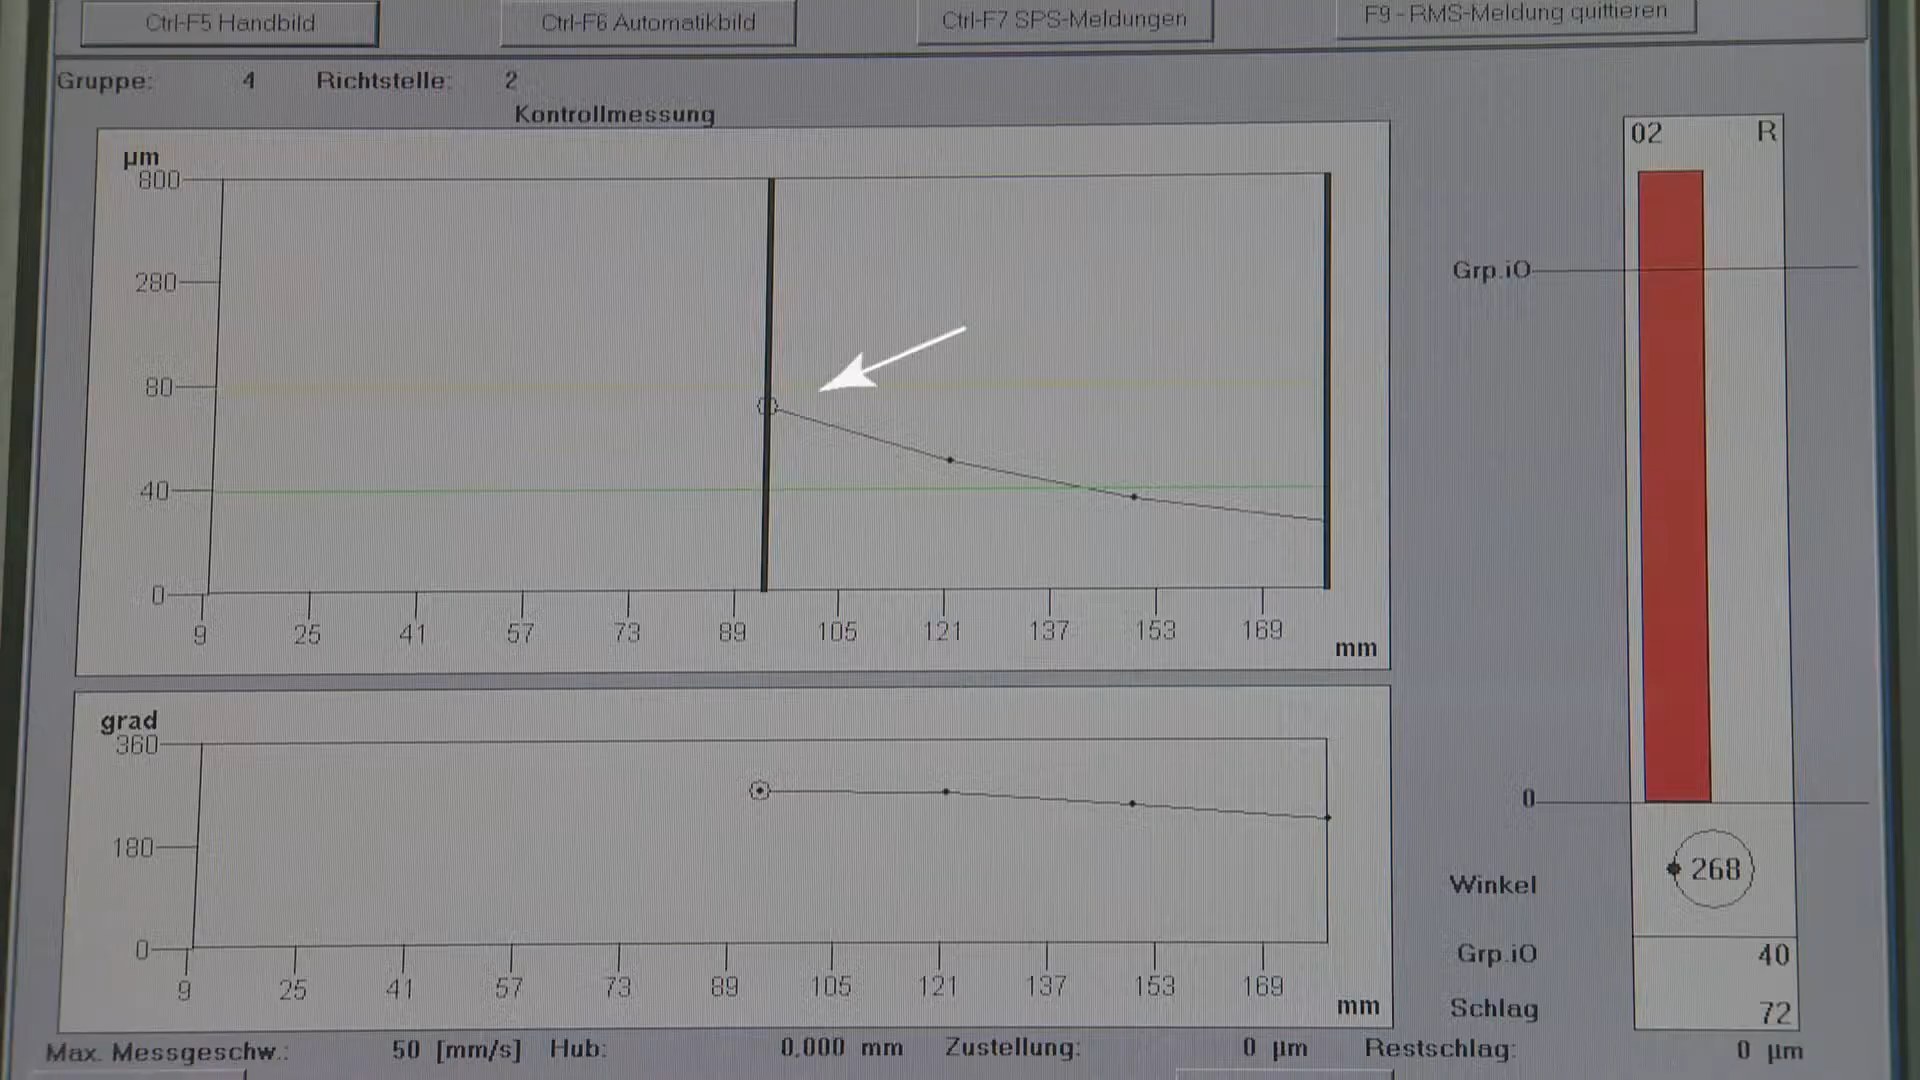 Ctrl-F5 Handbild Ctrl-F6 Automatikbild Ctrl-F7 SPS-Meldungen F9 - RMS-Meldung quittieren
Gruppe: 4 Richtstelle: 2
Kontrollmessung
µm
800
280
80
40
0
9 25 41 57 73 89 105 121 137 153 169
mm
grad
360
180
0
9 25 41 57 73 89 105 121 137 153 169
mm
02 R
Grp.iO
0
Winkel 268
Grp.iO 40
Schlag 72
Max. Messgeschw.: 50 [mm/s] Hub: 0.000 mm Zustellung: 0 µm Restschlag: 0 µm